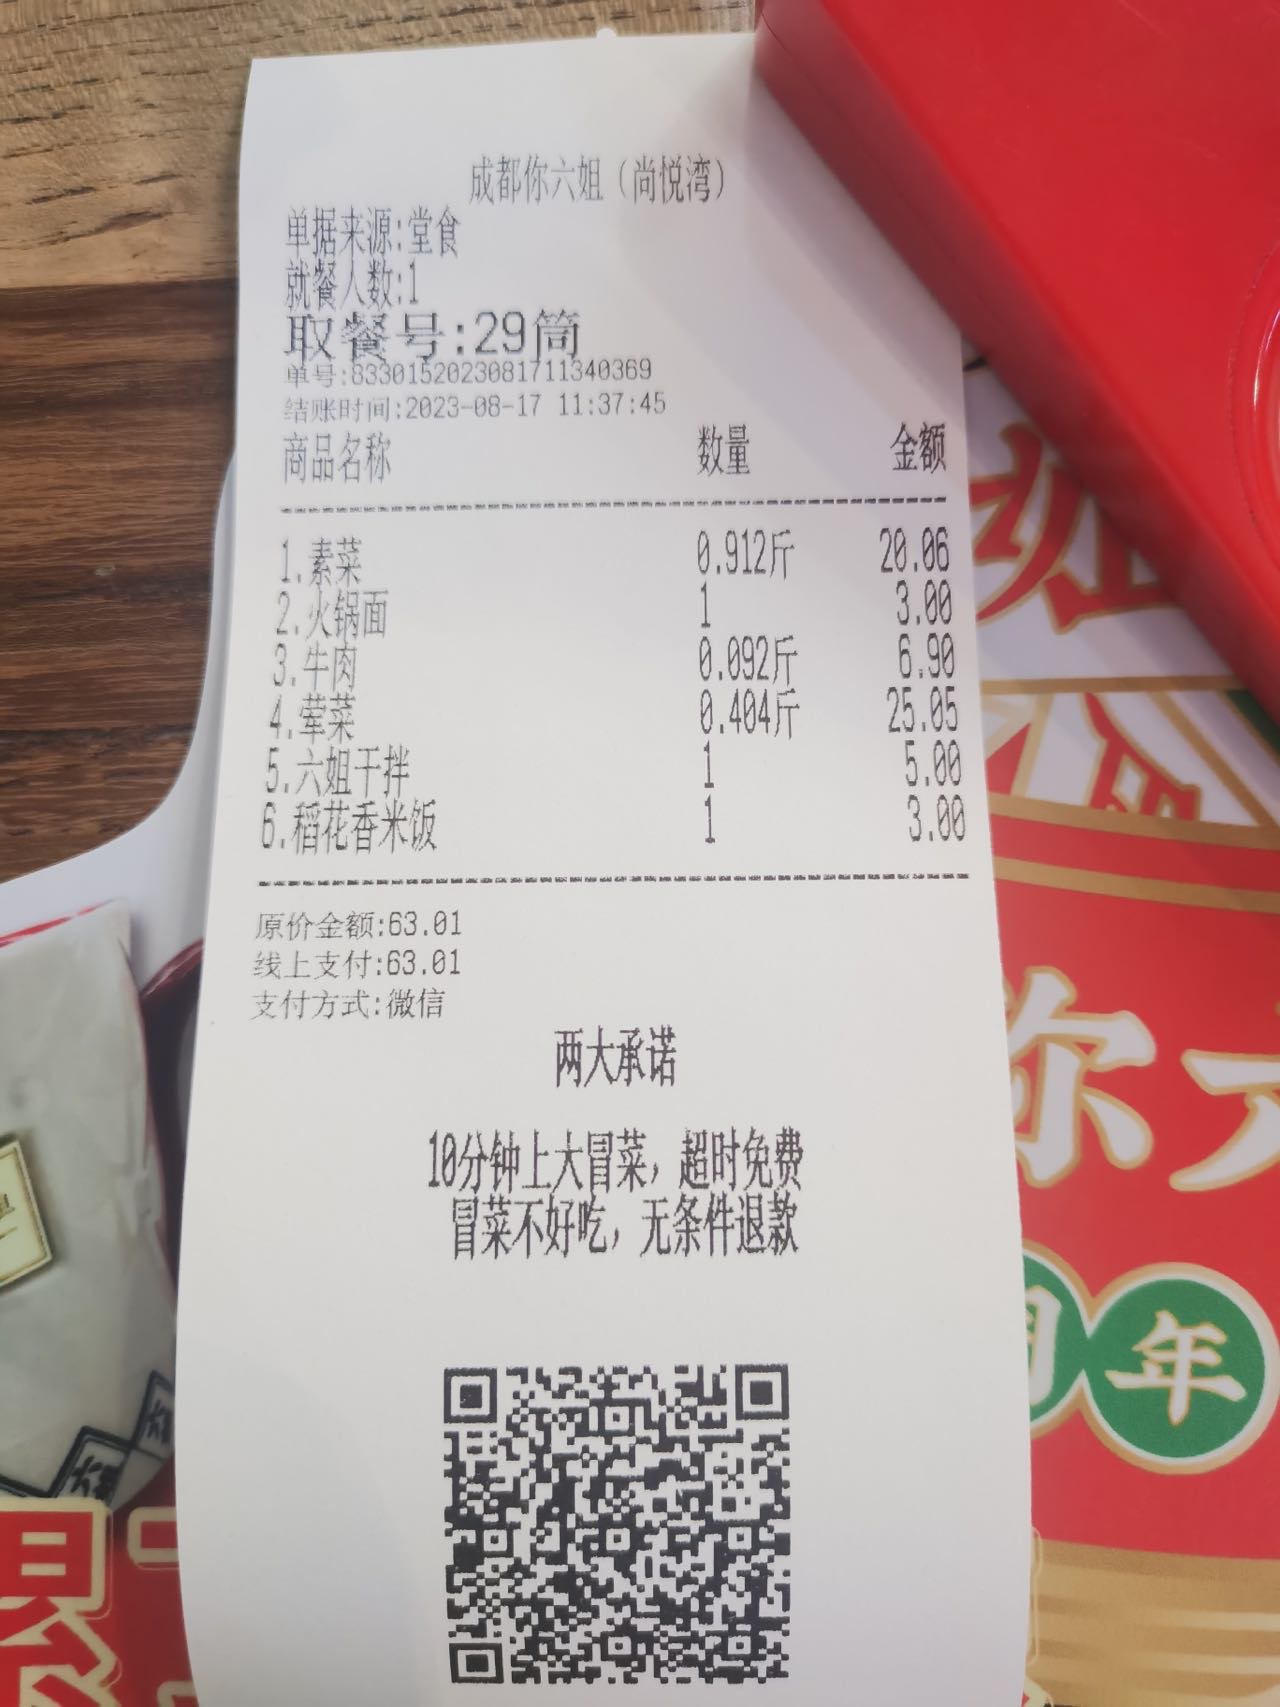 成都你六姐（尚悦湾）
单据来源:堂食
就餐人数:1
取餐号:29筒
单号:8330152023081711340369
结账时间:2023-08-17 11:37:45
商品名称 数量 金额
1.素菜 0.912斤 20.06
2.火锅面 1 3.00
3.牛肉 0.092斤 6.90
4.荤菜 0.404斤 25.05
5.六姐干拌 1 5.00
6.稻花香米饭 1 3.00
原价金额:63.01
线上支付:63.01
支付方式:微信
两大承诺
10分钟上大冒菜，超时免费
冒菜不好吃，无条件退款
你六
年